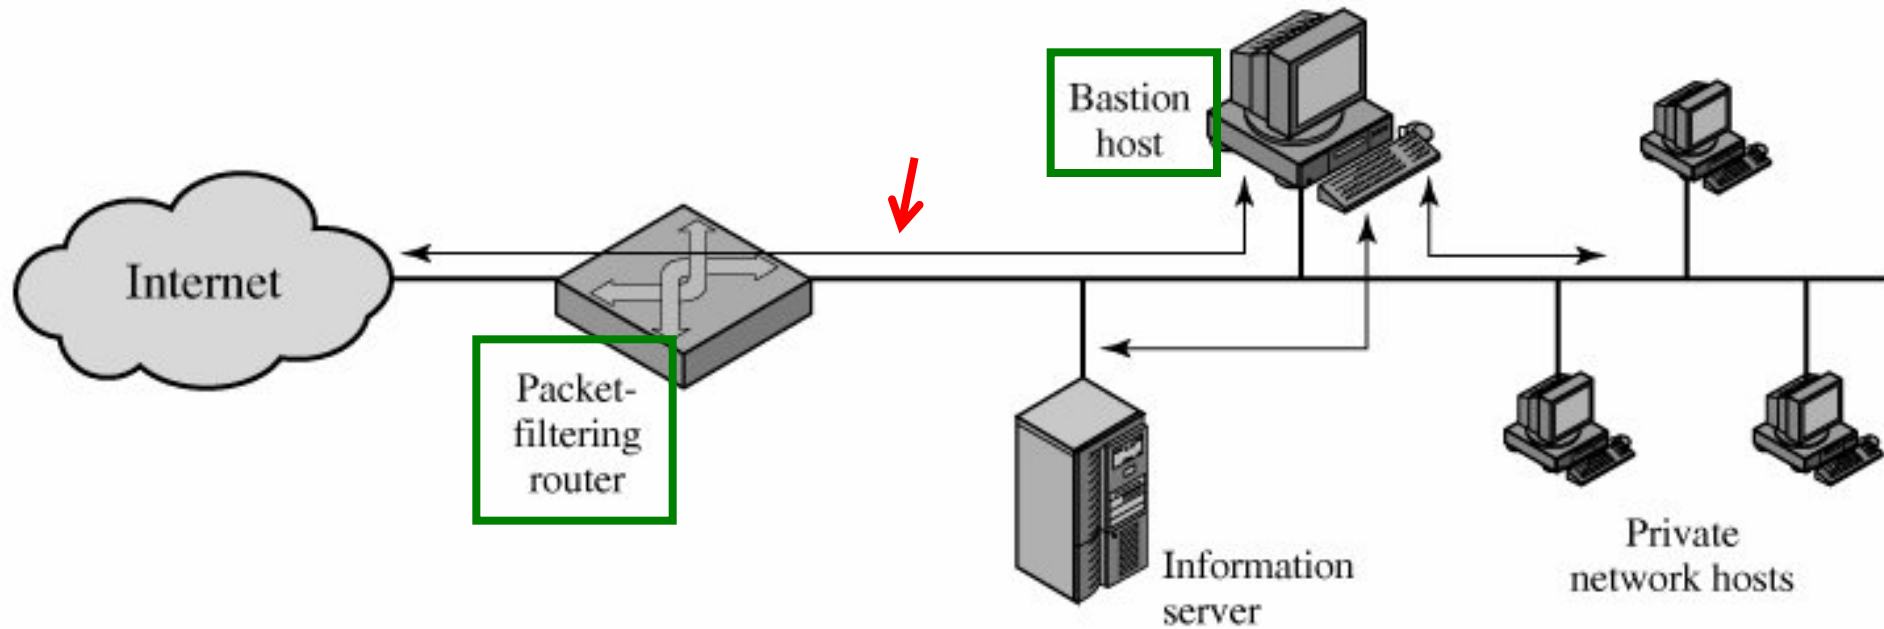 Bastion
host
Internet
Packet-
filtering
router
Information
server
Private
network hosts